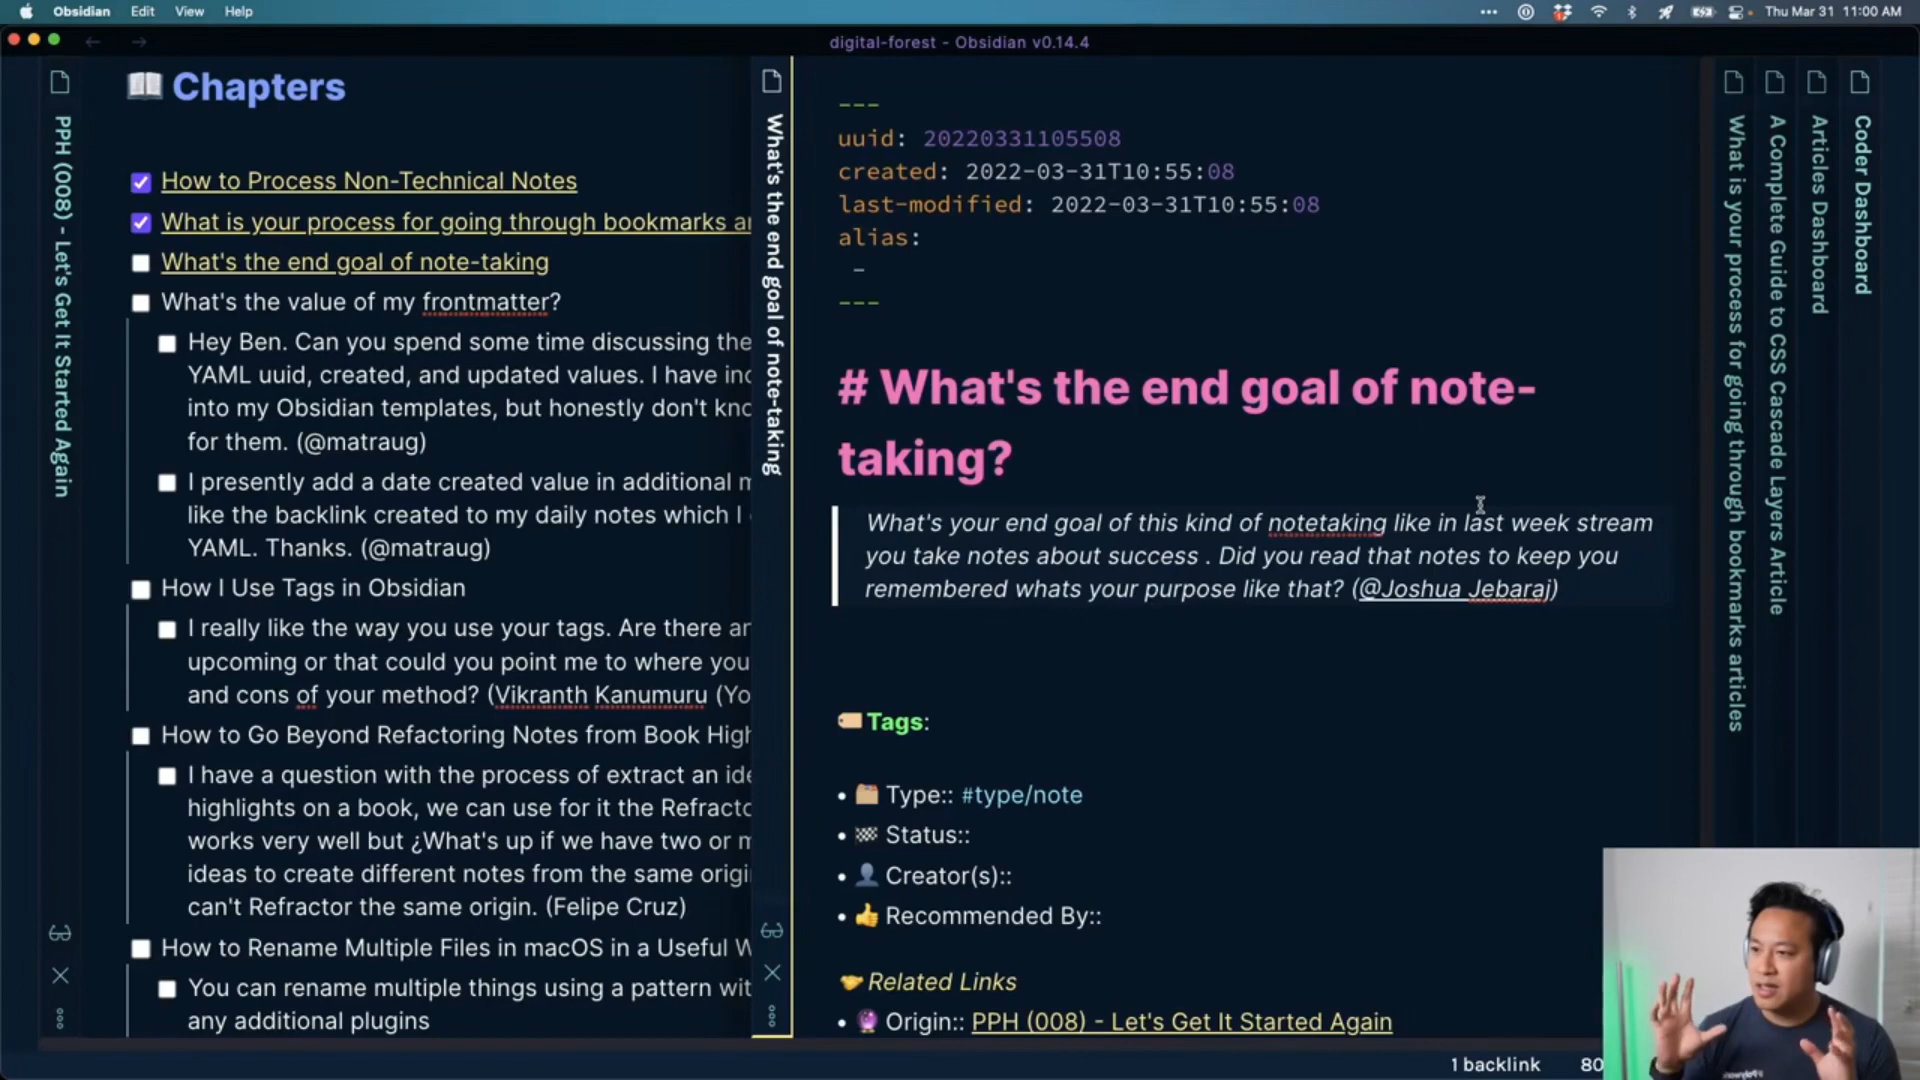 Obsidian Edit View Help
Thu Mar 31 11:00 AM
digital-forest - Obsidian v0.14.4
PPH (008) - Let's Get It Started Again
📖 Chapters
How to Process Non-Technical Notes
What is your process for going through bookmarks
What's the end goal of note-taking
What's the value of my frontmatter?
Hey Ben. Can you spend some time discussing the
YAML uuid, created, and updated values. I have
into my Obsidian templates, but honestly don't
for them. (@matraug)
I presently add a date created value in additional
like the backlink created to my daily notes which I
YAML. Thanks. (@matraug)
How I Use Tags in Obsidian
I really like the way you use your tags. Are there
upcoming or that could you point me to where you
and cons of your method? (Vikranth Kanumuru
How to Go Beyond Refactoring Notes from Book
I have a question with the process of extract an
highlights on a book, we can use for it the
works very well but ¿What's up if we have two or
ideas to create different notes from the same
can't Refractor the same origin. (Felipe Cruz)
How to Rename Multiple Files in macOS in a Useful
You can rename multiple things using a pattern
any additional plugins
What's the end goal of note-taking
---
uuid: 20220331105508
created: 2022-03-31T10:55:08
last-modified: 2022-03-31T10:55:08
alias:
-
---
# What's the end goal of note-
taking?
What's your end goal of this kind of notetaking like in last week stream
you take notes about success . Did you read that notes to keep you
remembered whats your purpose like that? (@Joshua Jebaraj)
🏷️Tags:
• 🗂️ Type:: #type/note
• 🏁 Status::
• 👤 Creator(s)::
• 👍 Recommended By::
🤝Related Links
• 🔮 Origin:: PPH (008) - Let's Get It Started Again
1 backlink 80
What is your process for going through bookmarks articles
A Complete Guide to CSS Cascade Layers Article
Articles Dashboard
Coder Dashboard